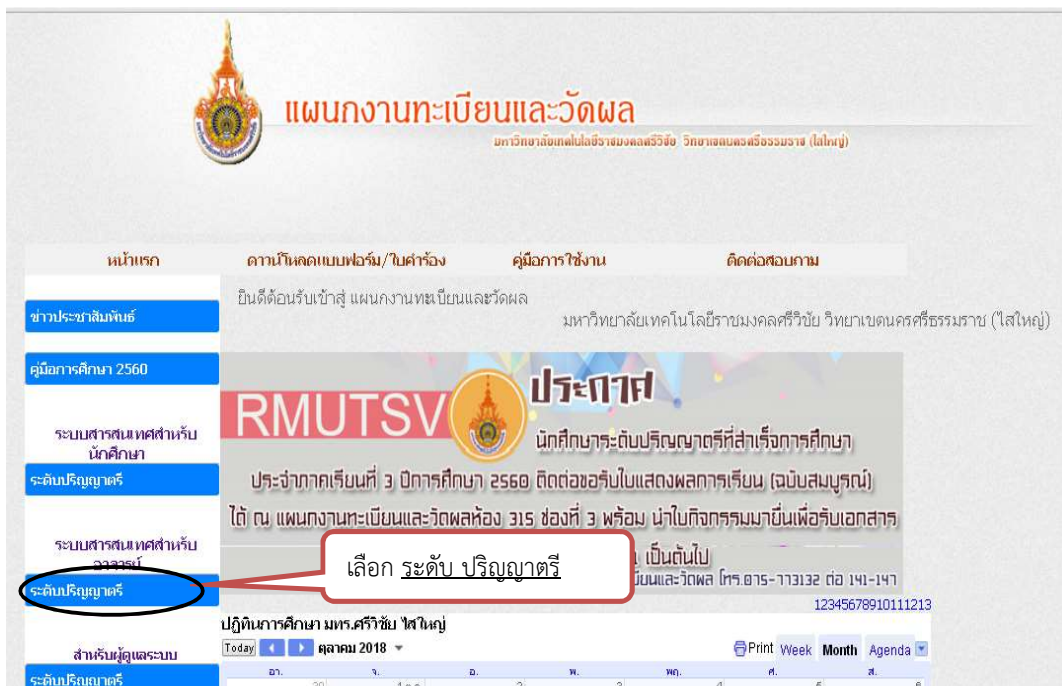 แผนกงานทะเบียนและวัดผล
มหาวิทยาลัยเทคโนโลยีราชมงคลศรีวิชัย วิทยาเขตนครศรีธรรมราช (ไสใหญ่)
หน้าแรก ดาวน์โหลดแบบฟอร์ม/ใบคำร้อง คู่มือการใช้งาน ติดต่อสอบถาม
ยินดีต้อนรับเข้าสู่ แผนกงานทะเบียนและวัดผล
มหาวิทยาลัยเทคโนโลยีราชมงคลศรีวิชัย วิทยาเขตนครศรีธรรมราช (ไสใหญ่)
ข่าวประชาสัมพันธ์
คู่มือการศึกษา 2560
ระบบสารสนเทศสำหรับ
นักศึกษา
ระดับปริญญาตรี
ระบบสารสนเทศสำหรับ
อาจารย์
ระดับปริญญาตรี
สำหรับผู้ดูแลระบบ
ระดับปริญญาตรี
RMUTSV
ประกาศ
นักศึกษาระดับปริญญาตรีที่สำเร็จการศึกษา
ประจำภาคเรียนที่ 3 ปีการศึกษา 2560 ติดต่อขอรับใบแสดงผลการเรียน (ฉบับสมบูรณ์)
ได้ ณ แผนกงานทะเบียนและวัดผลห้อง 315 ช่องที่ 3 พร้อม นำใบกิจกรรมมายื่นเพื่อรับเอกสาร
เป็นต้นไป
ยนและวัดผล โทร.075-773132 ต่อ 141-147
เลือก ระดับ ปริญญาตรี
12345678910111213
ปฏิทินการศึกษา มทร.ศรีวิชัย ไสใหญ่
Today ตุลาคม 2018 Print Week Month Agenda
อา. จ. อ. พ. พฤ. ศ. ส.